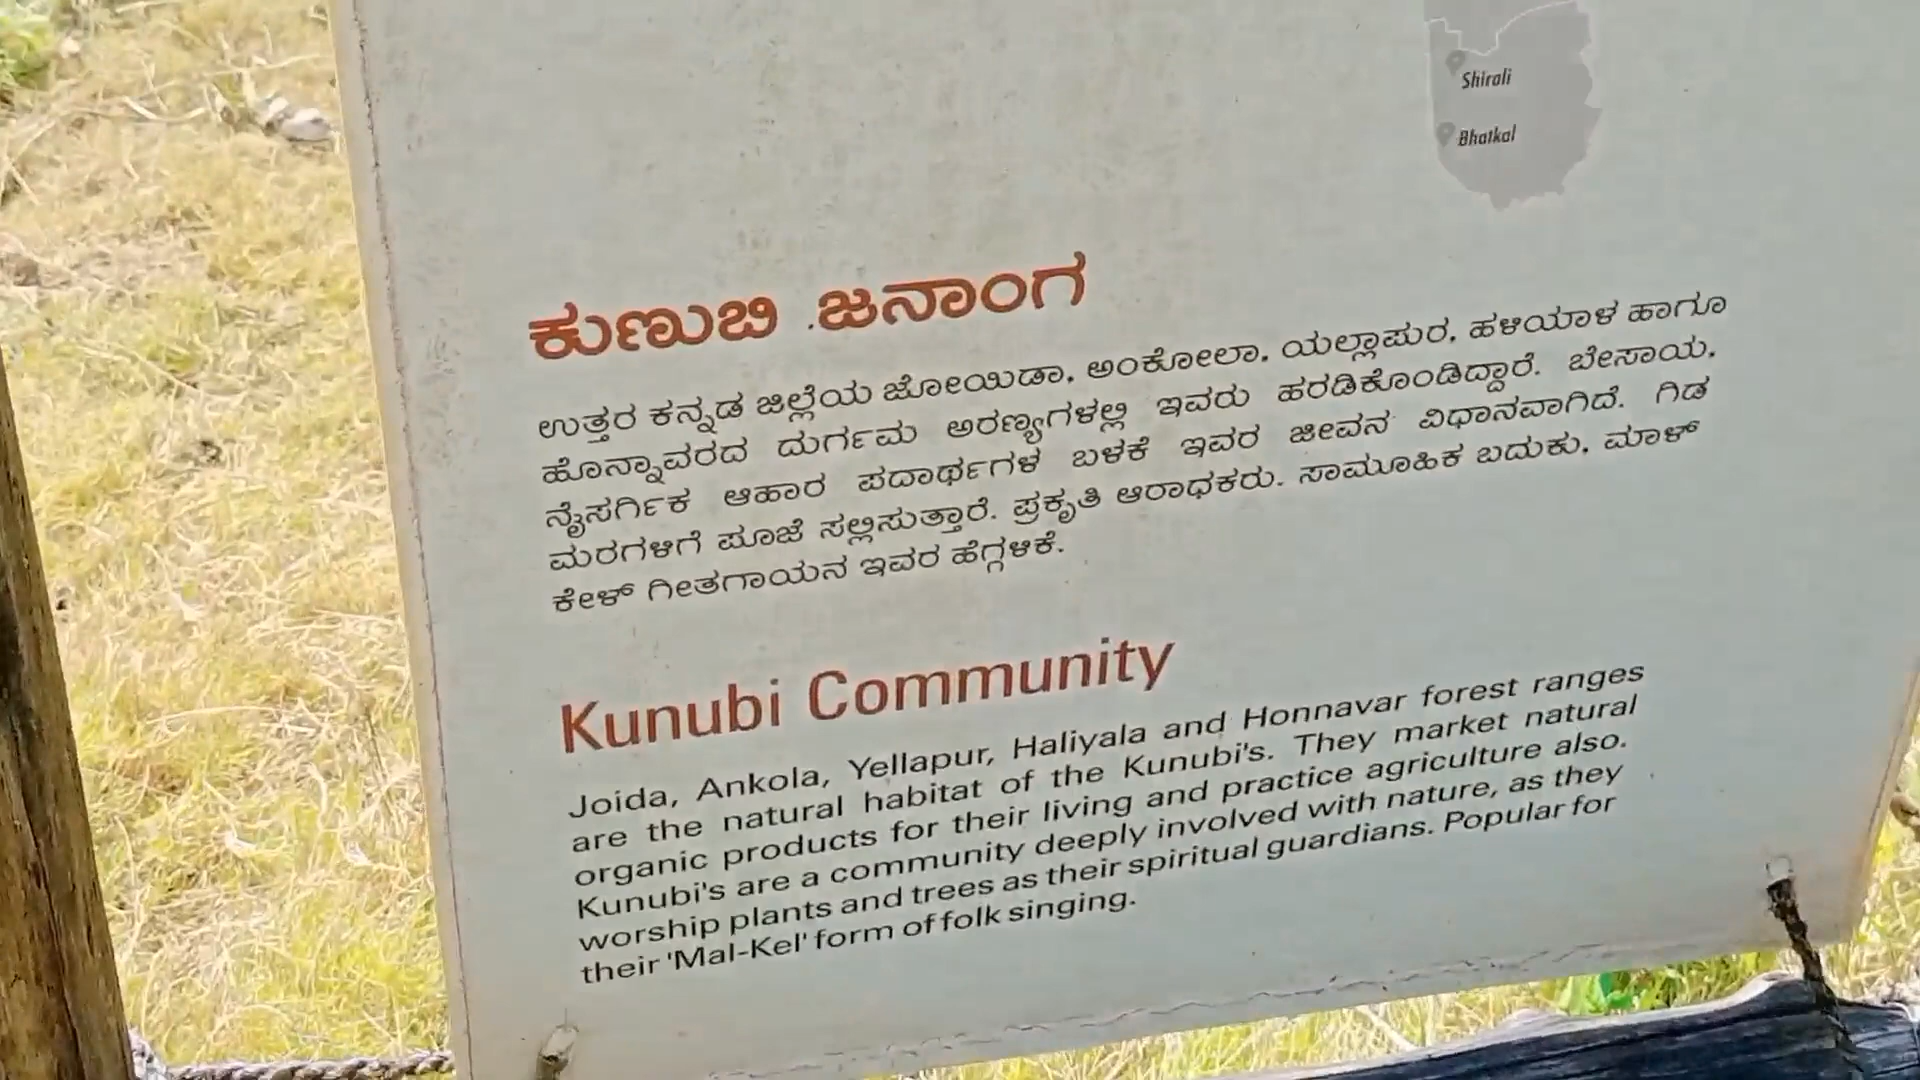 Shirali
Bhatkal
ಕುಣುಬಿ ಜನಾಂಗ
ಉತ್ತರ ಕನ್ನಡ ಜಿಲ್ಲೆಯ ಜೋಯಿಡಾ, ಅಂಕೋಲಾ, ಯಲ್ಲಾಪುರ, ಹಳಿಯಾಳ ಹಾಗೂ
ಹೊನ್ನಾವರದ ದುರ್ಗಮ ಅರಣ್ಯಗಳಲ್ಲಿ ಇವರು ಹರಡಿಕೊಂಡಿದ್ದಾರೆ. ಬೇಸಾಯ,
ನೈಸರ್ಗಿಕ ಆಹಾರ ಪದಾರ್ಥಗಳ ಬಳಕೆ ಇವರ ಜೀವನ ವಿಧಾನವಾಗಿದೆ. ಗಿಡ
ಮರಗಳಿಗೆ ಪೂಜೆ ಸಲ್ಲಿಸುತ್ತಾರೆ. ಪ್ರಕೃತಿ ಆರಾಧಕರು. ಸಾಮೂಹಿಕ ಬದುಕು, ಮಾಳ್
ಕೇಳ್ ಗೀತಗಾಯನ ಇವರ ಹೆಗ್ಗಳಿಕೆ.
Kunubi Community
Joida, Ankola, Yellapur, Haliyala and Honnavar forest ranges
are the natural habitat of the Kunubi's. They market natural
organic products for their living and practice agriculture also.
Kunubi's are a community deeply involved with nature, as they
worship plants and trees as their spiritual guardians. Popular for
their 'Mal-Kel' form of folk singing.